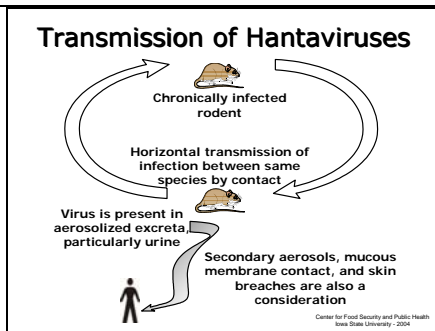 Transmission of Hantaviruses
Chronically infected
rodent
Horizontal transmission of
infection between same
species by contact
Virus is present in
aerosolized excreta,
particularly urine
Secondary aerosols, mucous
membrane contact, and skin
breaches are also a
consideration
Center for Food Security and Public Health
Iowa State University - 2004